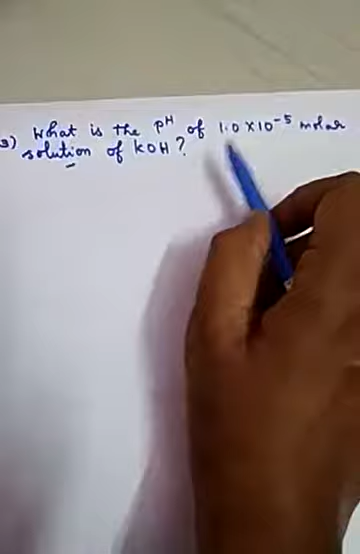 3) What is the pH of 1.0 x 10⁻⁵ molar
solution of KOH?